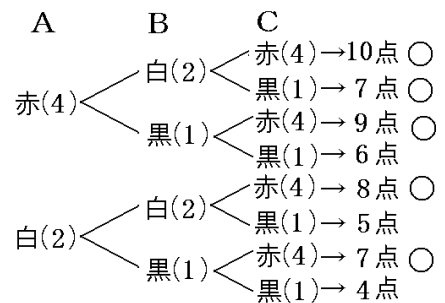 A B C
赤(4)→10点 ○
白(2)
黒(1)→ 7点 ○
赤(4)
赤(4)→ 9点 ○
黒(1)
黒(1)→ 6点
赤(4)→ 8点 ○
白(2)
黒(1)→ 5点
白(2)
赤(4)→ 7点 ○
黒(1)
黒(1)→ 4点